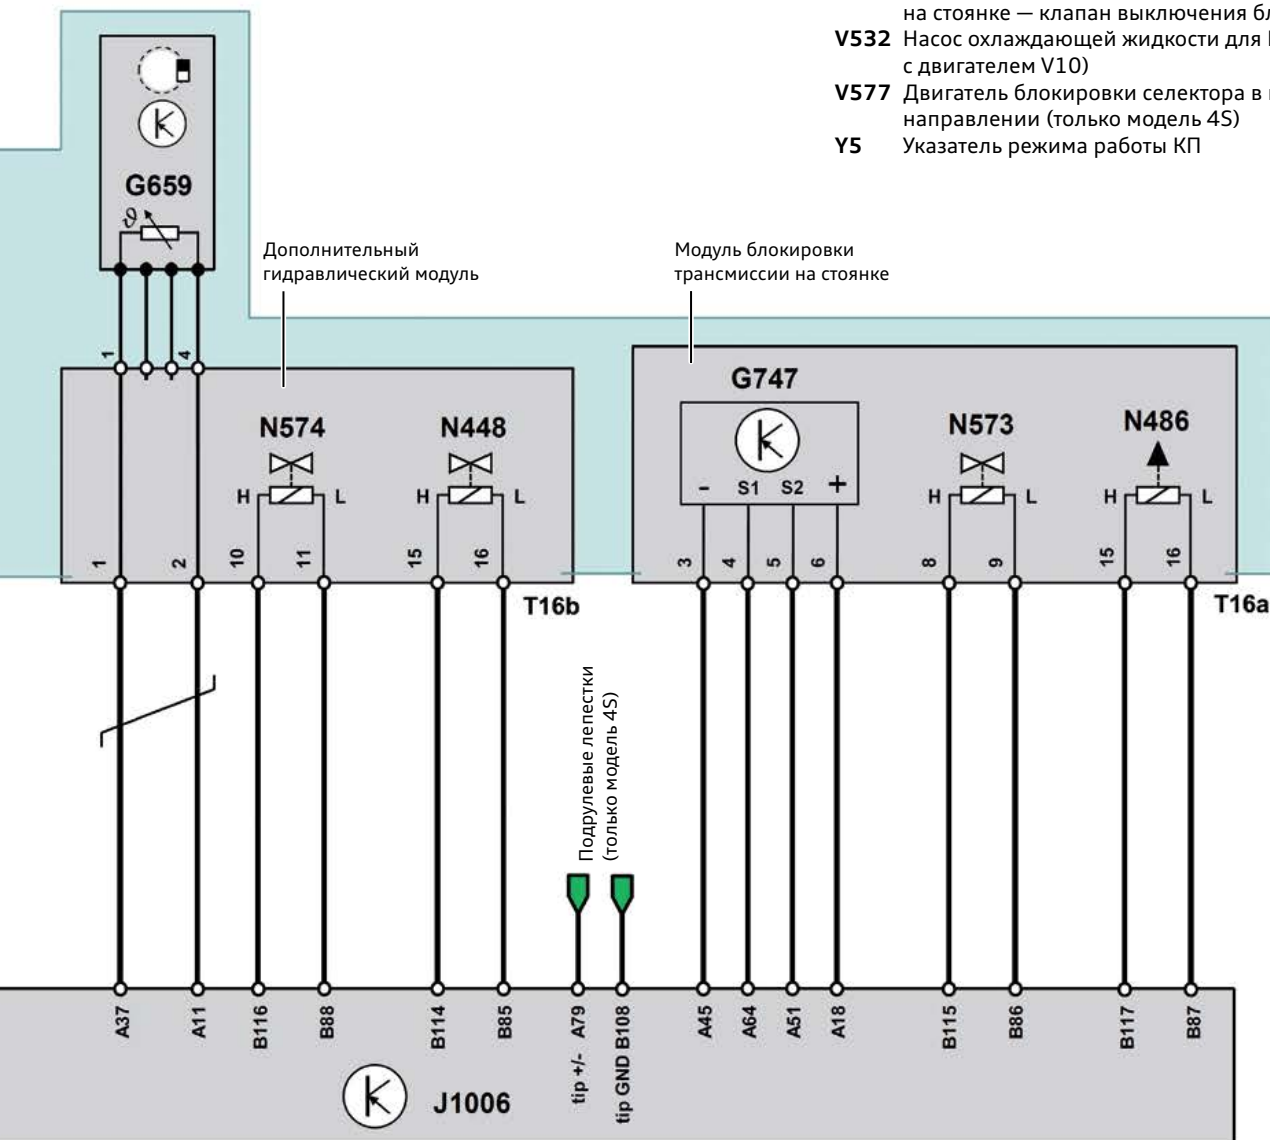 на стоянке — клапан выключения
V532 Насос охлаждающей жидкости для
с двигателем V10)
V577 Двигатель блокировки селектора в
направлении (только модель 4S)
Y5 Указатель режима работы КП
G659
ϑ
Дополнительный
гидравлический модуль
Модуль блокировки
трансмиссии на стоянке
1 4
G747
N574 N448 N573 N486
- S1 S2 +
H L H L H L H L
1 2 10 11 15 16 3 4 5 6 8 9 15 16
T16b T16a
Подрулевые лепестки
(только модель 4S)
A37 A11 B116 B88 B114 B85 tip +/- A79 tip GND B108 A45 A64 A51 A18 B115 B86 B117 B87
J1006